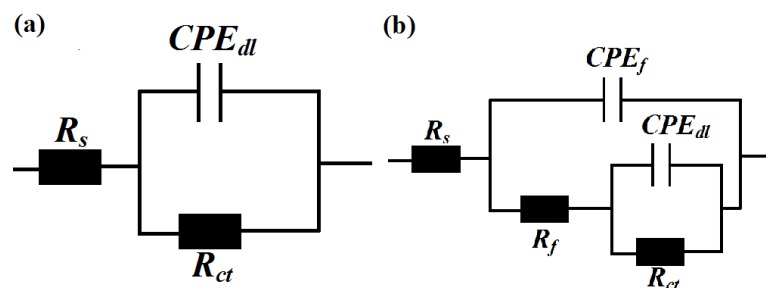 (a)
CPE_dl
R_s
R_ct
(b)
CPE_f
R_s
CPE_dl
R_f
R_ct